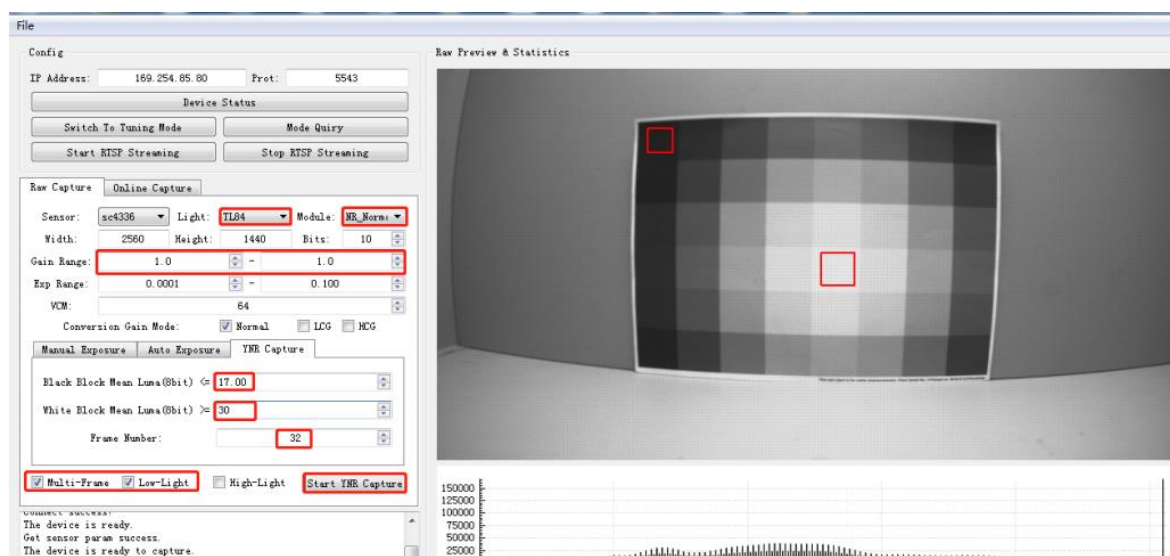 File
Config
IP Address: 169.254.85.80 Prot: 5543
Device Status
Switch To Tuning Mode Mode Quiry
Start RTSP Streaming Stop RTSP Streaming
Raw Capture Online Capture
Sensor: sc4336 Light: TL84 Module: NR_Norm
Width: 2560 Height: 1440 Bits: 10
Gain Range: 1.0 - 1.0
Exp Range: 0.0001 - 0.100
VCM: 64
Conversion Gain Mode: Normal LCG HCG
Manual Exposure Auto Exposure YNR Capture
Black Block Mean Luma(8bit) <= 17.00
White Block Mean Luma(8bit) >= 30
Frame Number: 32
Multi-Frame Low-Light High-Light Start YNR Capture
Connect success!
The device is ready.
Get sensor param success.
The device is ready to capture.
Raw Preview & Statistics
150000
125000
100000
75000
50000
25000